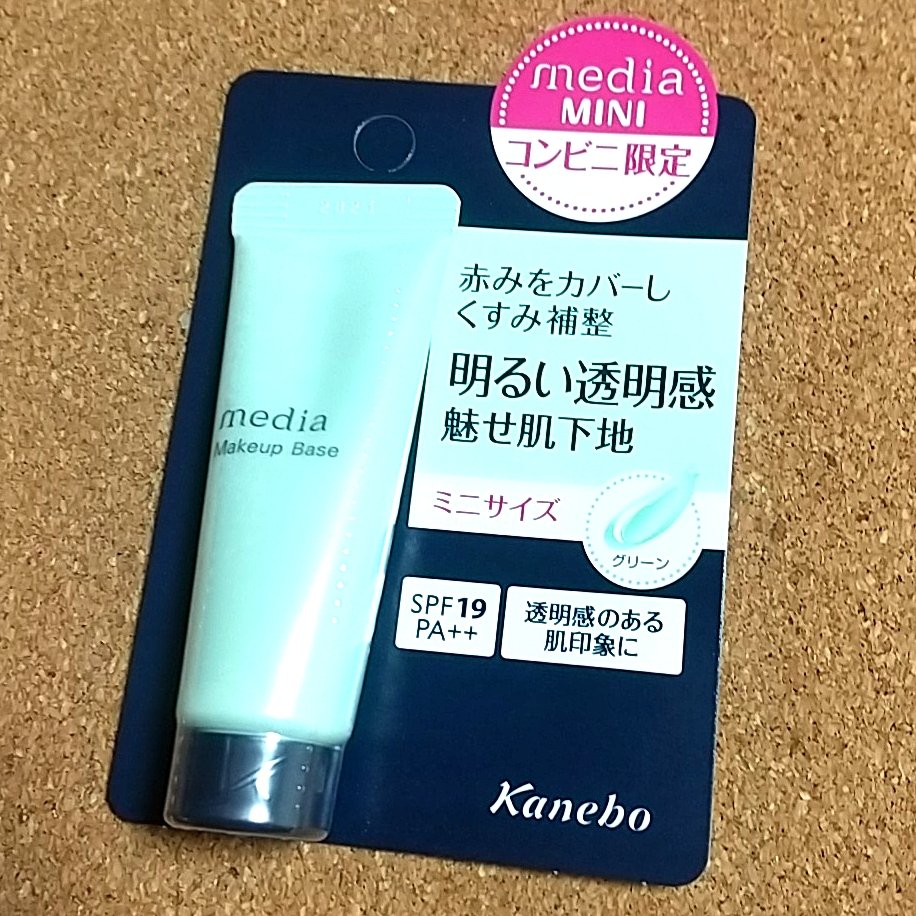 media
MINI
コンビニ限定
赤みをカバーし
くすみ補整
明るい透明感
魅せ肌下地
ミニサイズ
グリーン
SPF19
PA++
透明感のある
肌印象に
Kanebo
media
Makeup Base